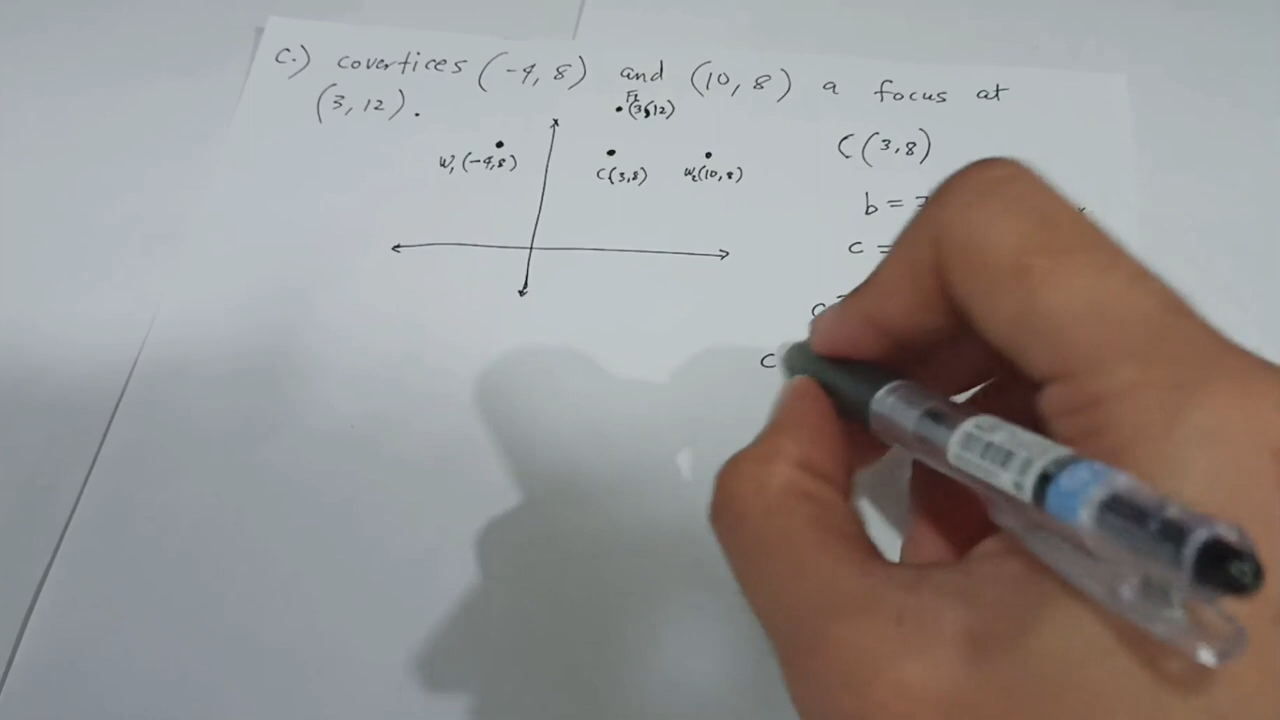 c.) covertices (-4, 8) and (10, 8) a focus at
(3, 12).
F₁
(3,12)
W₁(-4,8)
C(3,8)
W₂(10,8)
C(3,8)
b = 7
c =
c
c